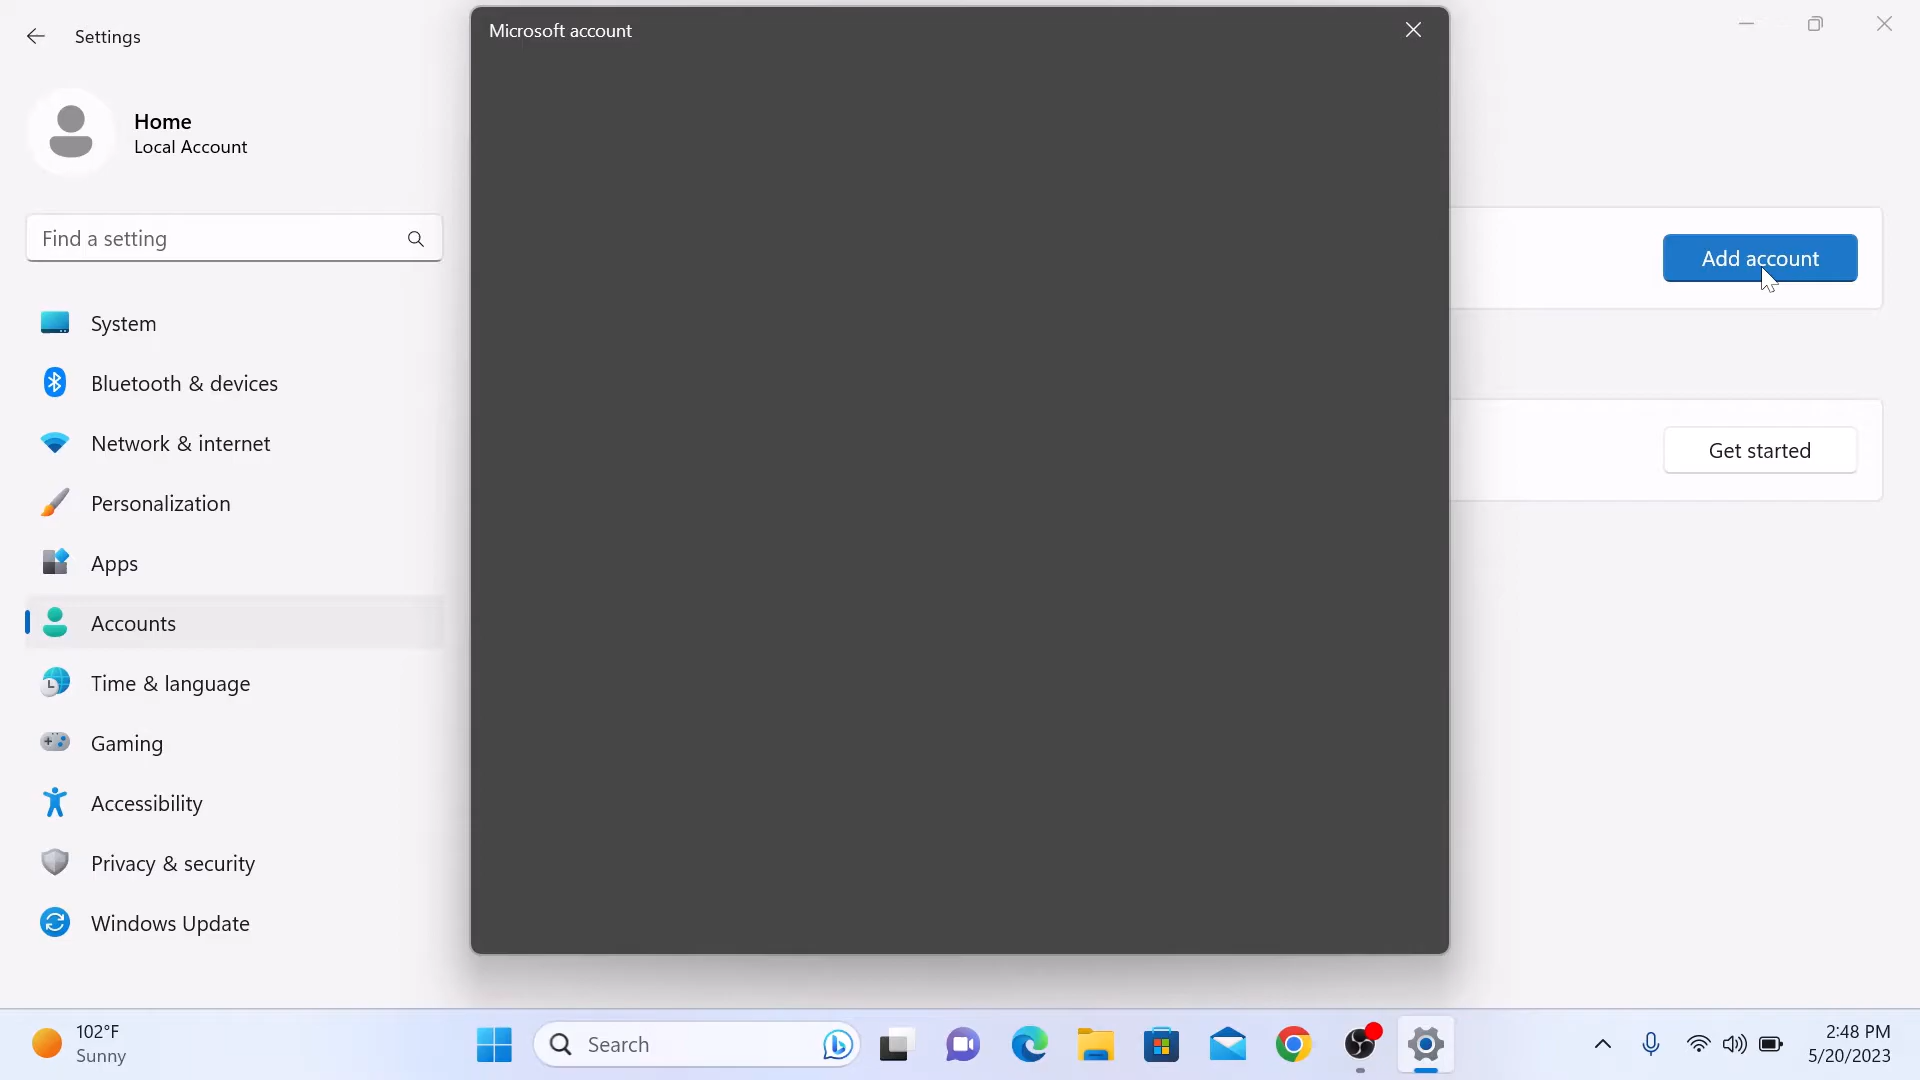 Settings
Microsoft account
Home
Local Account
Find a setting
Add account
System
Bluetooth & devices
Network & internet
Get started
Personalization
Apps
Accounts
Time & language
Gaming
Accessibility
Privacy & security
Windows Update
102°F
Sunny
Search
2:48 PM
5/20/2023